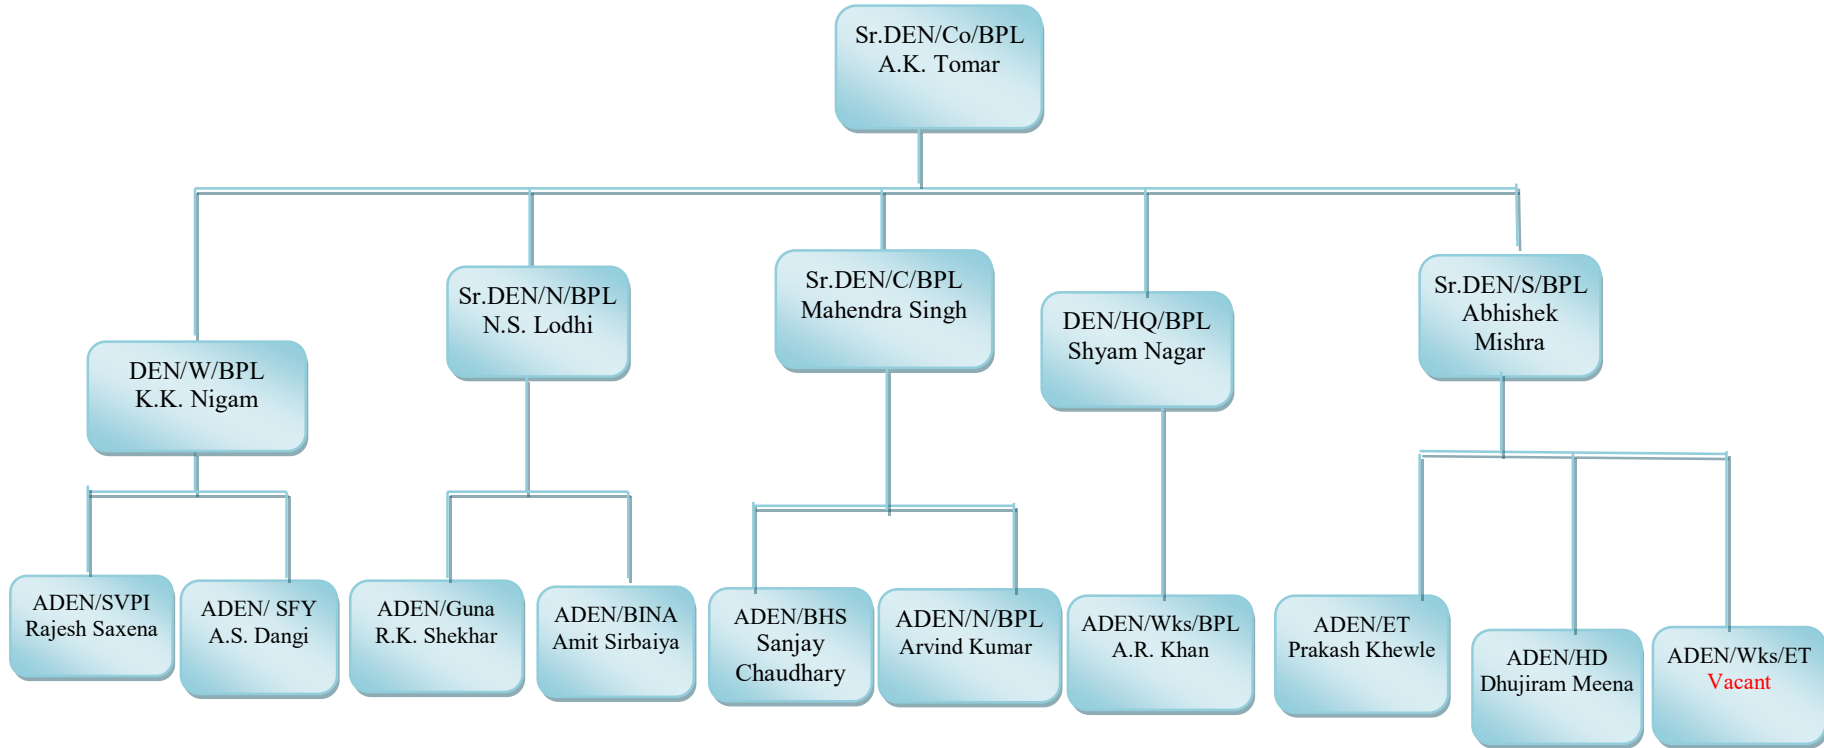 Sr.DEN/Co/BPL
A.K. Tomar
DEN/W/BPL
K.K. Nigam
Sr.DEN/N/BPL
N.S. Lodhi
Sr.DEN/C/BPL
Mahendra Singh
DEN/HQ/BPL
Shyam Nagar
Sr.DEN/S/BPL
Abhishek
Mishra
ADEN/SVPI
Rajesh Saxena
ADEN/ SFY
A.S. Dangi
ADEN/Guna
R.K. Shekhar
ADEN/BINA
Amit Sirbaiya
ADEN/BHS
Sanjay
Chaudhary
ADEN/N/BPL
Arvind Kumar
ADEN/Wks/BPL
A.R. Khan
ADEN/ET
Prakash Khewle
ADEN/HD
Dhujiram Meena
ADEN/Wks/ET
Vacant